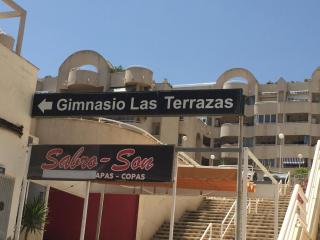 Gimnasio Las Terrazas
Sabro-Son
TAPAS - COPAS